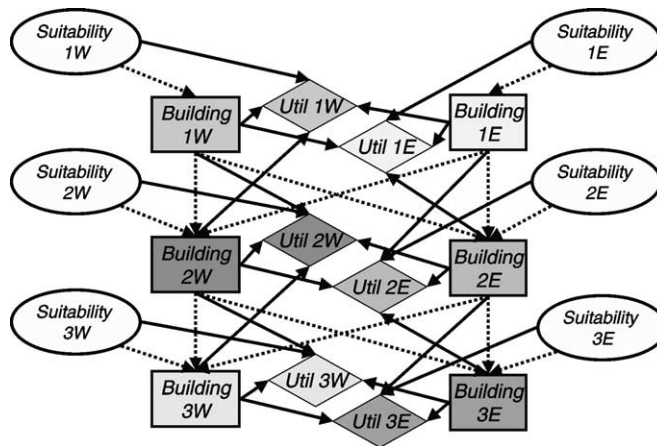 Suitability
1W
Suitability
1E
Building
1W
Util 1W
Building
1E
Util 1E
Suitability
2W
Suitability
2E
Building
2W
Util 2W
Building
2E
Util 2E
Suitability
3W
Suitability
3E
Building
3W
Util 3W
Building
3E
Util 3E